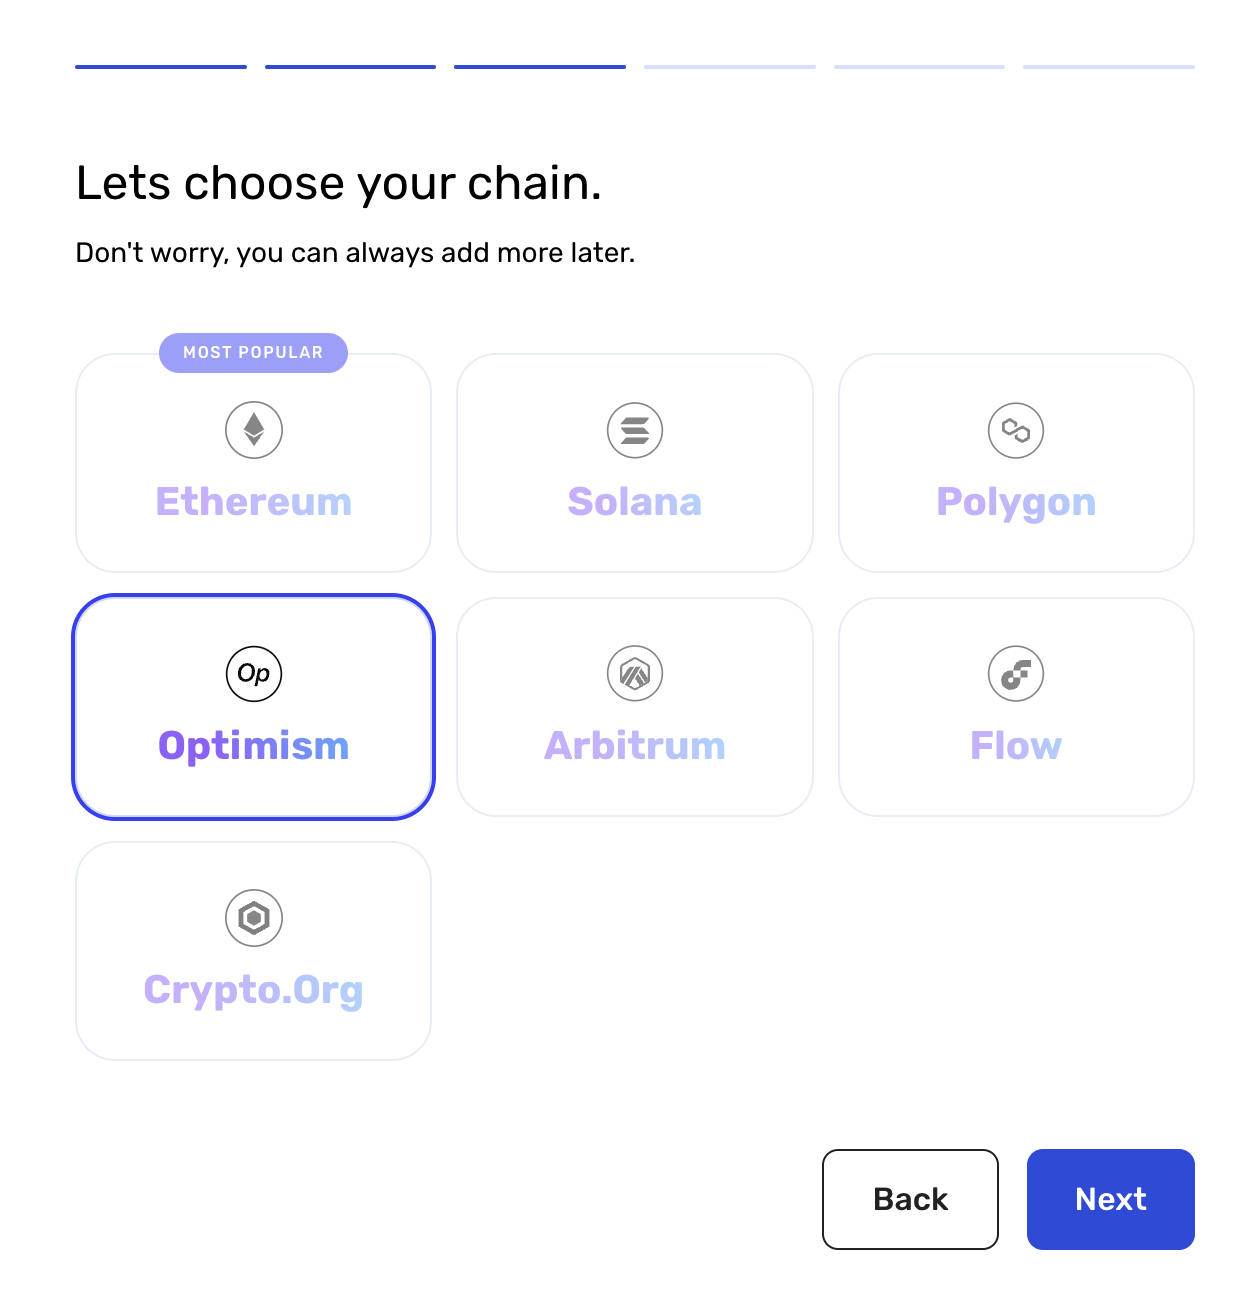 Lets choose your chain.
Don't worry, you can always add more later.
MOST POPULAR
Ethereum
Solana
Polygon
Op
Optimism
Arbitrum
Flow
Crypto.Org
Back
Next